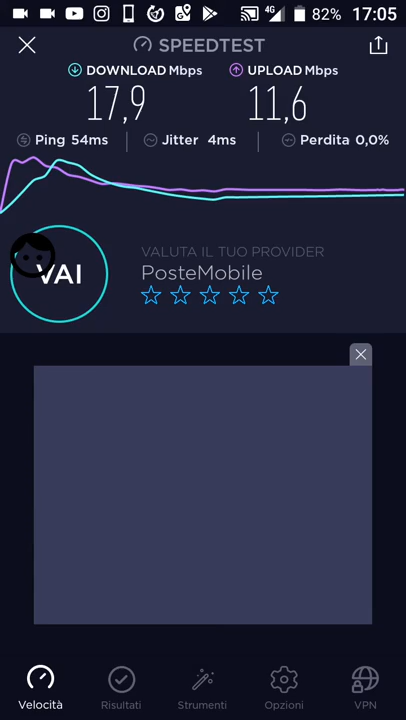 4G 82% 17:05
SPEEDTEST
DOWNLOAD Mbps UPLOAD Mbps
17,9 11,6
Ping 54ms Jitter 4ms Perdita 0,0%
VALUTA IL TUO PROVIDER
VAI PosteMobile
Velocità Risultati Strumenti Opzioni VPN